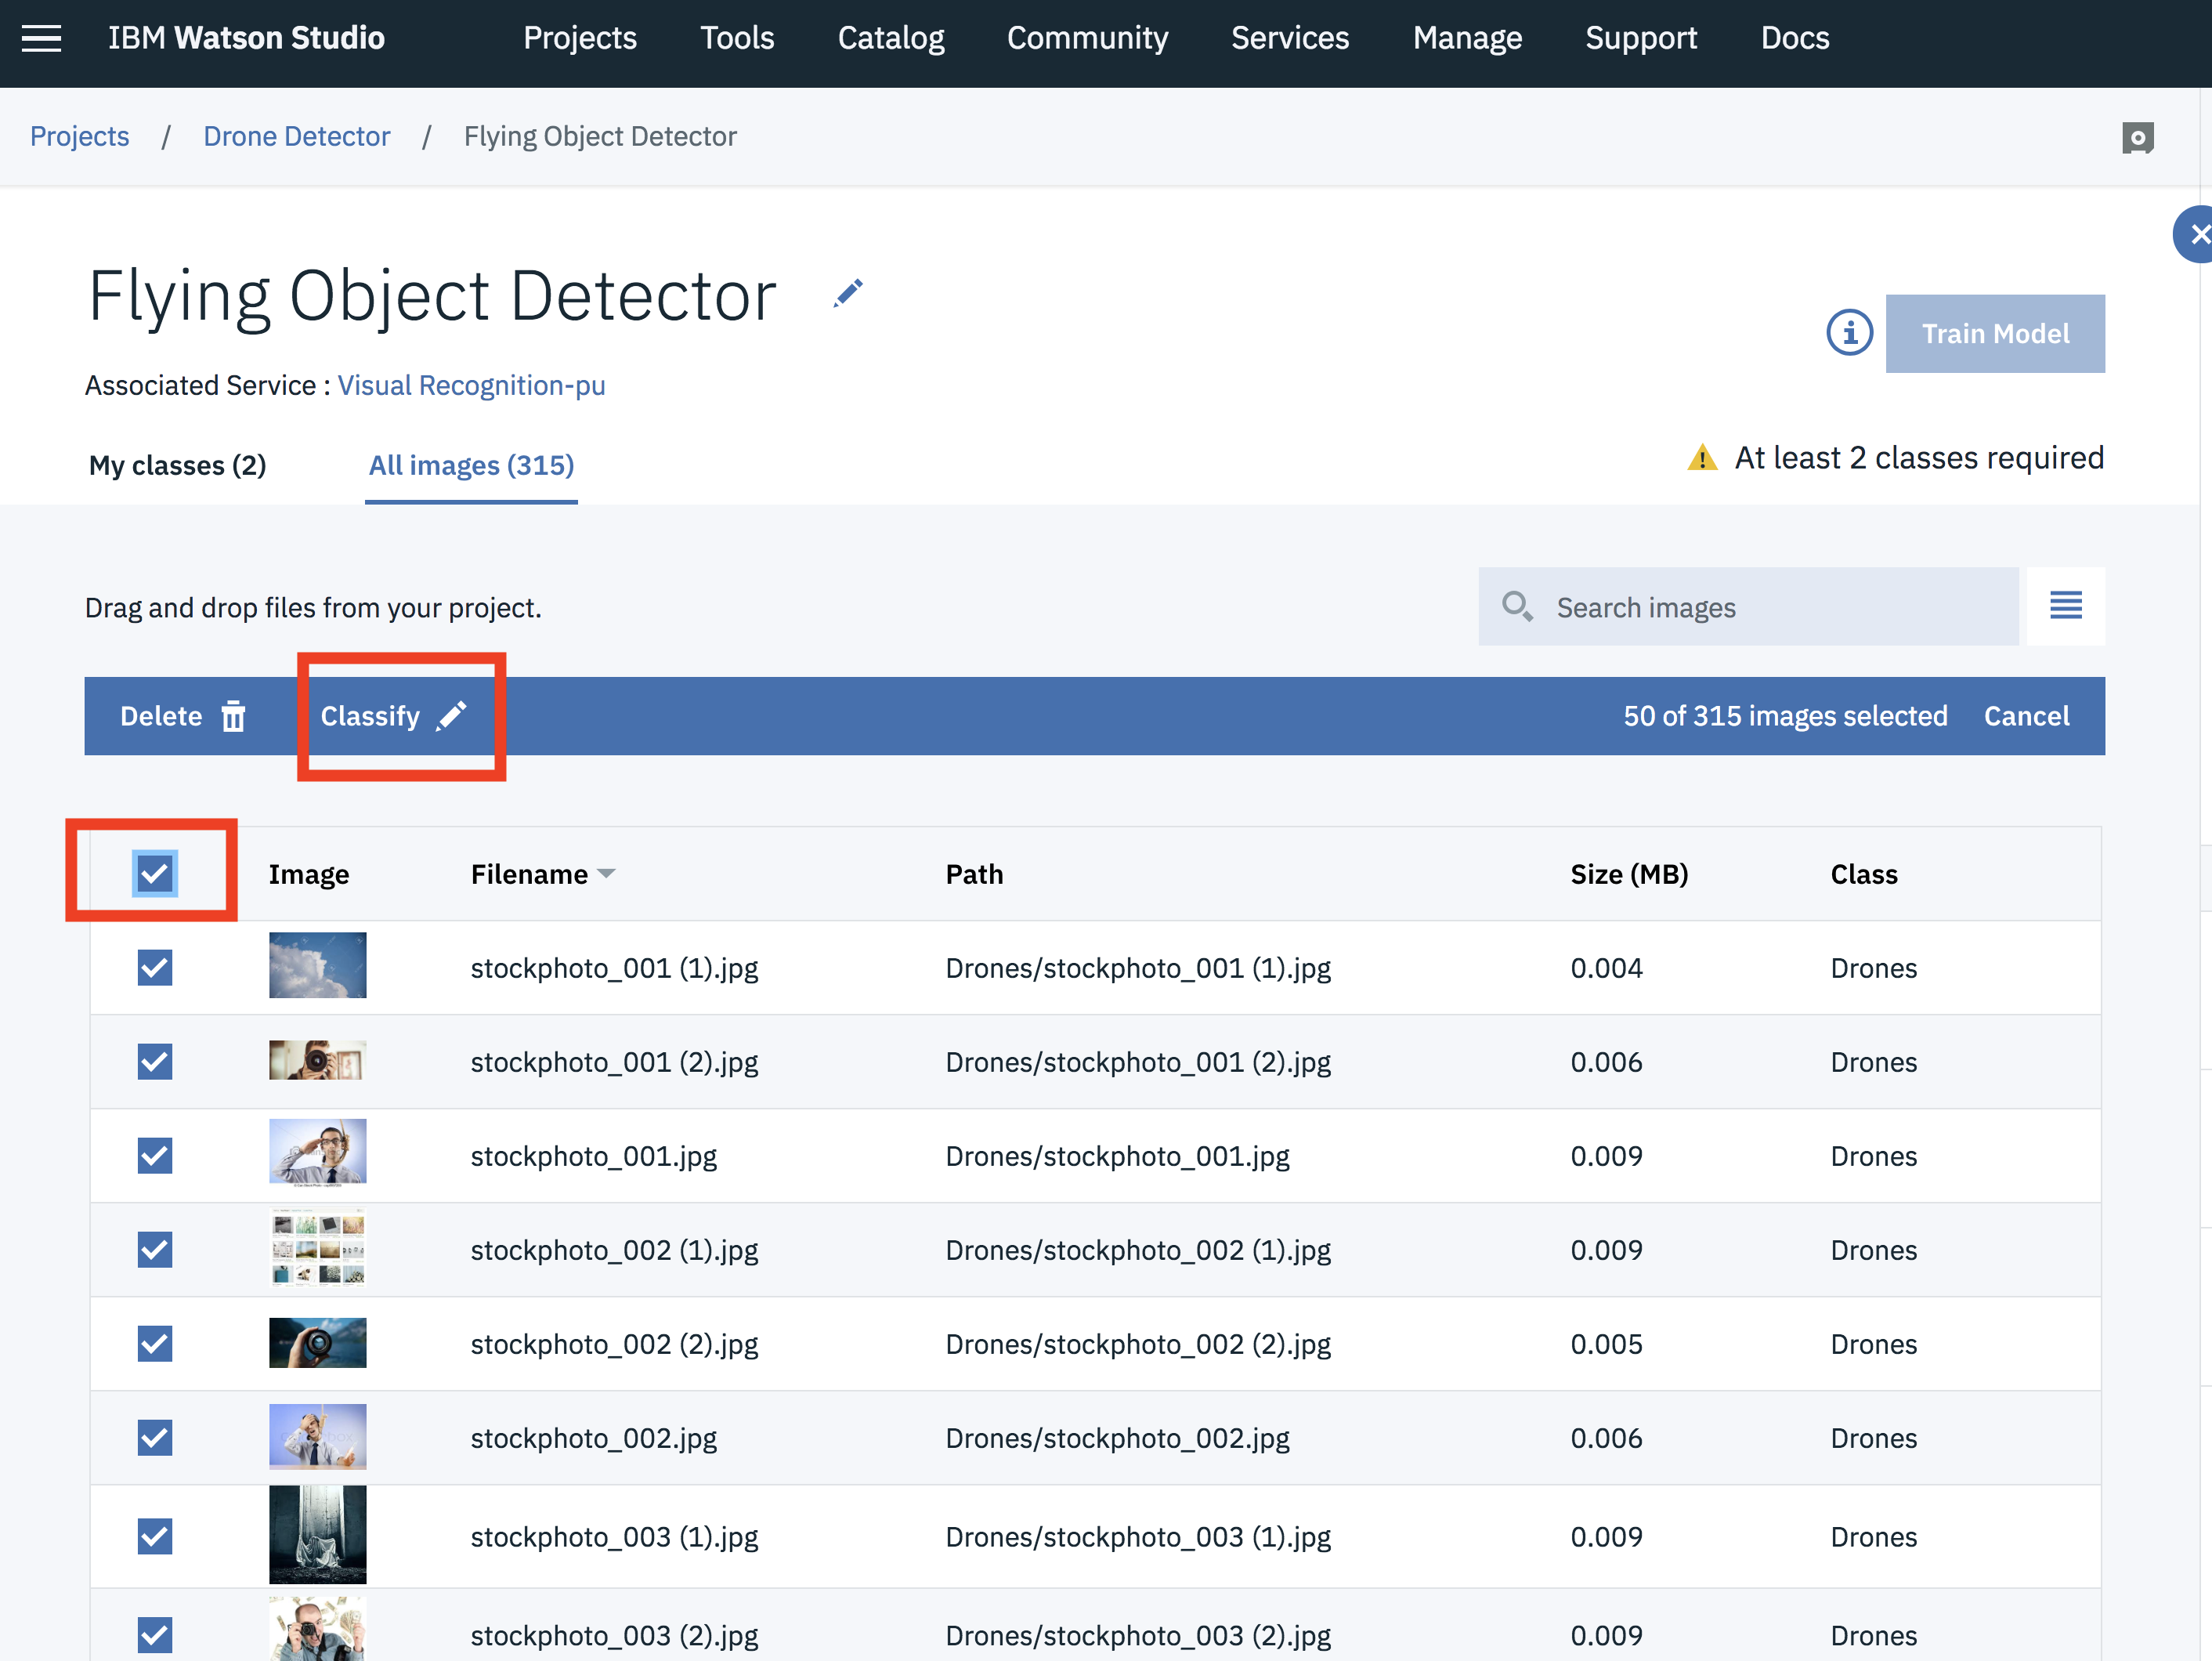 IBM Watson Studio Projects Tools Catalog Community Services Manage Support Docs
Projects / Drone Detector / Flying Object Detector
Flying Object Detector
Train Model
Associated Service : Visual Recognition-pu
My classes (2) All images (315)
At least 2 classes required
Drag and drop files from your project.
Search images
Delete Classify 50 of 315 images selected Cancel
Image Filename Path Size (MB) Class
stockphoto_001 (1).jpg Drones/stockphoto_001 (1).jpg 0.004 Drones
stockphoto_001 (2).jpg Drones/stockphoto_001 (2).jpg 0.006 Drones
stockphoto_001.jpg Drones/stockphoto_001.jpg 0.009 Drones
stockphoto_002 (1).jpg Drones/stockphoto_002 (1).jpg 0.009 Drones
stockphoto_002 (2).jpg Drones/stockphoto_002 (2).jpg 0.005 Drones
stockphoto_002.jpg Drones/stockphoto_002.jpg 0.006 Drones
stockphoto_003 (1).jpg Drones/stockphoto_003 (1).jpg 0.009 Drones
stockphoto_003 (2).jpg Drones/stockphoto_003 (2).jpg 0.009 Drones